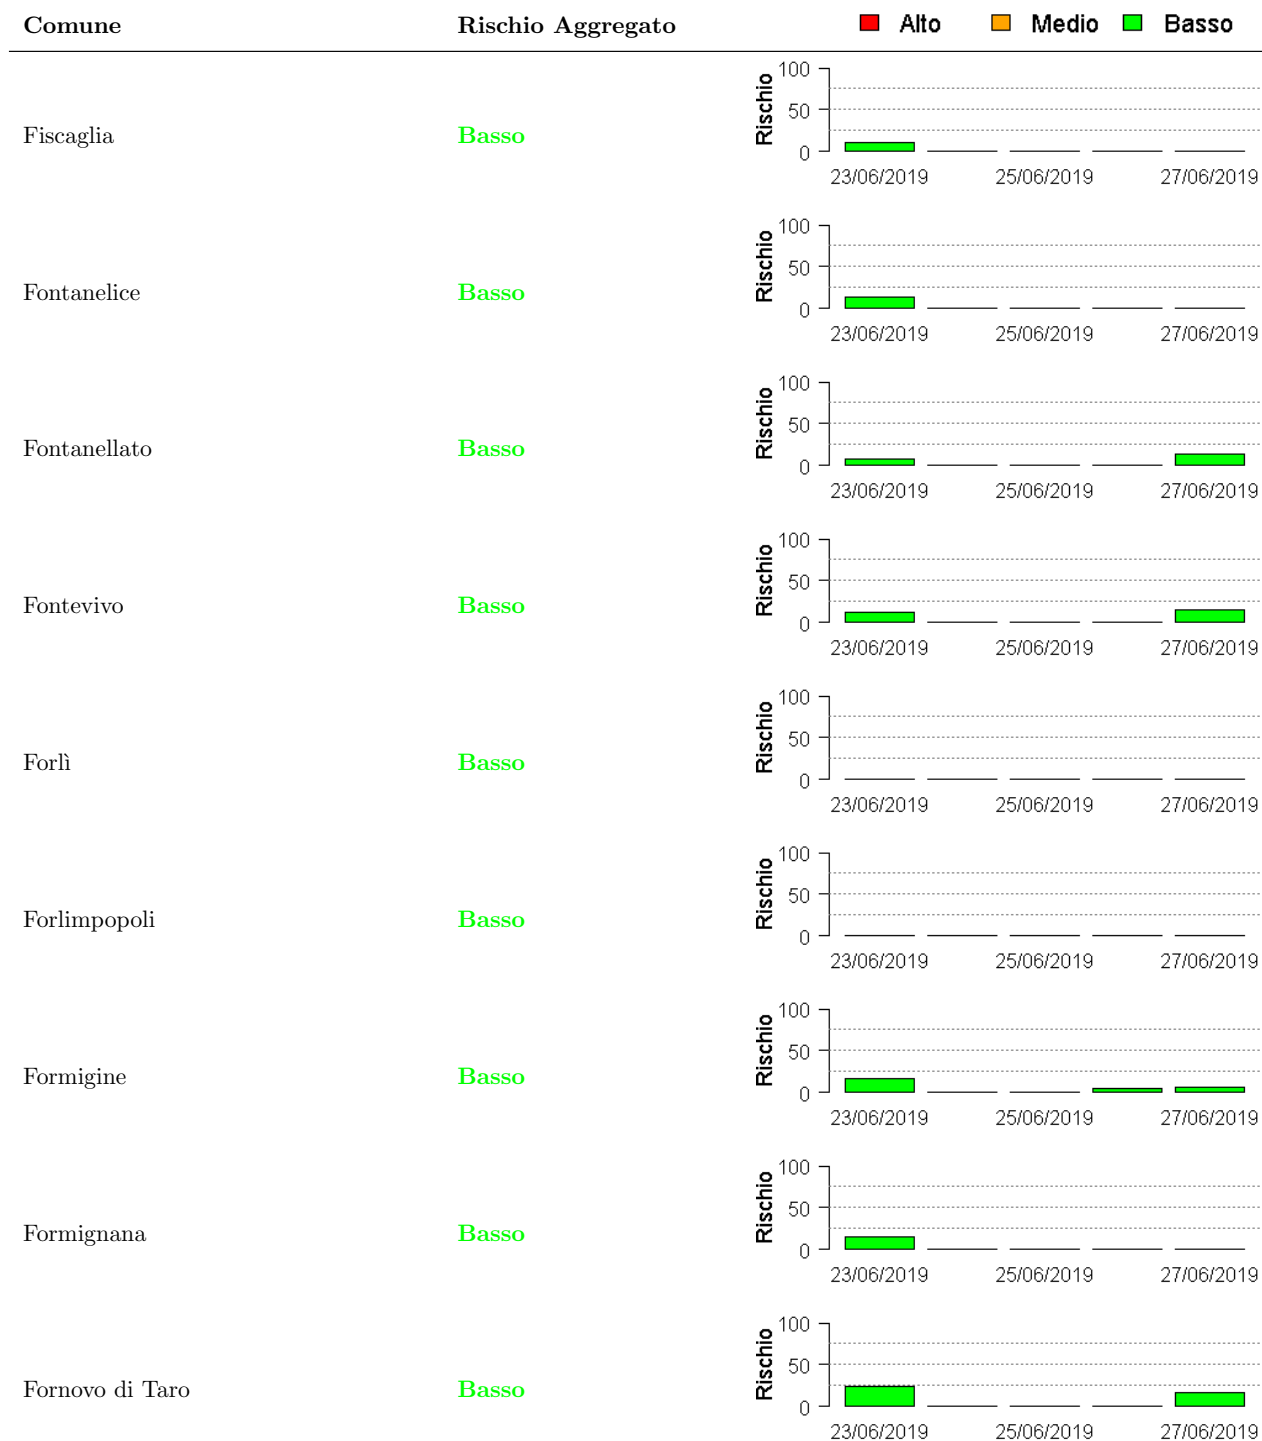 Comune Rischio Aggregato Alto Medio Basso
Fiscaglia Basso Rischio 100 50 0
23/06/2019 25/06/2019 27/06/2019
Fontanelice Basso Rischio 100 50 0
23/06/2019 25/06/2019 27/06/2019
Fontanellato Basso Rischio 100 50 0
23/06/2019 25/06/2019 27/06/2019
Fontevivo Basso Rischio 100 50 0
23/06/2019 25/06/2019 27/06/2019
Forlì Basso Rischio 100 50 0
23/06/2019 25/06/2019 27/06/2019
Forlimpopoli Basso Rischio 100 50 0
23/06/2019 25/06/2019 27/06/2019
Formigine Basso Rischio 100 50 0
23/06/2019 25/06/2019 27/06/2019
Formignana Basso Rischio 100 50 0
23/06/2019 25/06/2019 27/06/2019
Fornovo di Taro Basso Rischio 100 50 0
23/06/2019 25/06/2019 27/06/2019